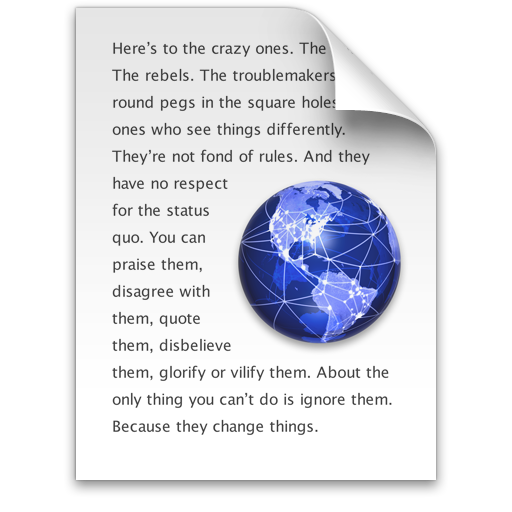 Here's to the crazy ones. The
The rebels. The troublemakers
round pegs in the square holes
ones who see things differently.
They're not fond of rules. And they
have no respect
for the status
quo. You can
praise them,
disagree with
them, quote
them, disbelieve
them, glorify or vilify them. About the
only thing you can't do is ignore them.
Because they change things.